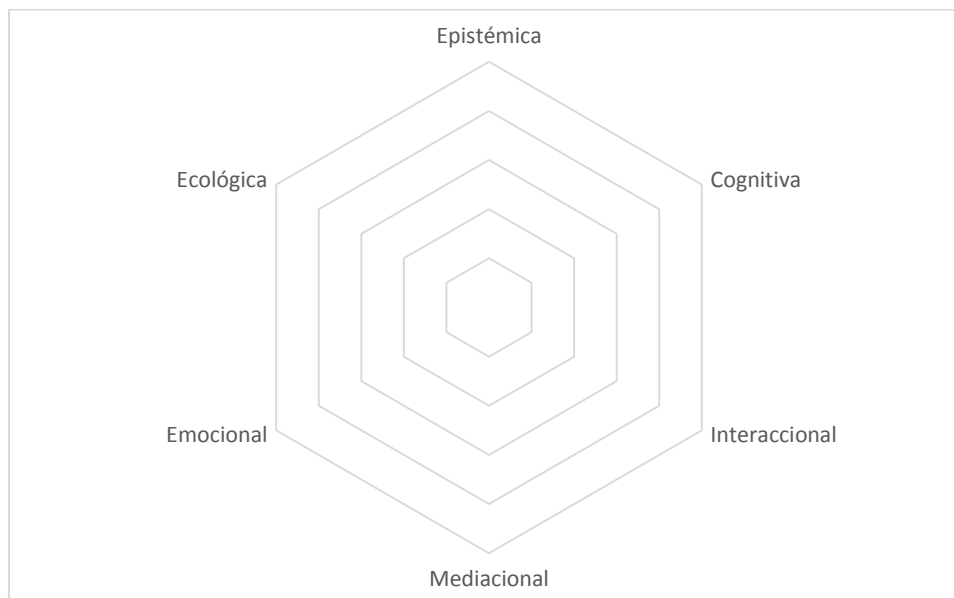 Epistémica
Ecológica
Cognitiva
Emocional
Interaccional
Mediacional